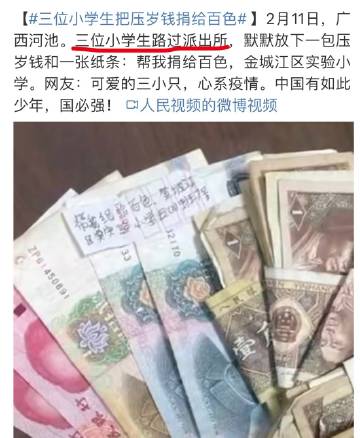 【#三位小学生把压岁钱捐给百色#】2月11日，广
西河池。三位小学生路过派出所，默默放下一包压
岁钱和一张纸条：帮我捐给百色，金城江区实验小
学。网友：可爱的三小只，心系疫情。中国有如此
少年，国必强！ 人民视频的微博视频
帮我捐给百色，金城江
区实验小学
ZP61450891
32170
1
1
壹